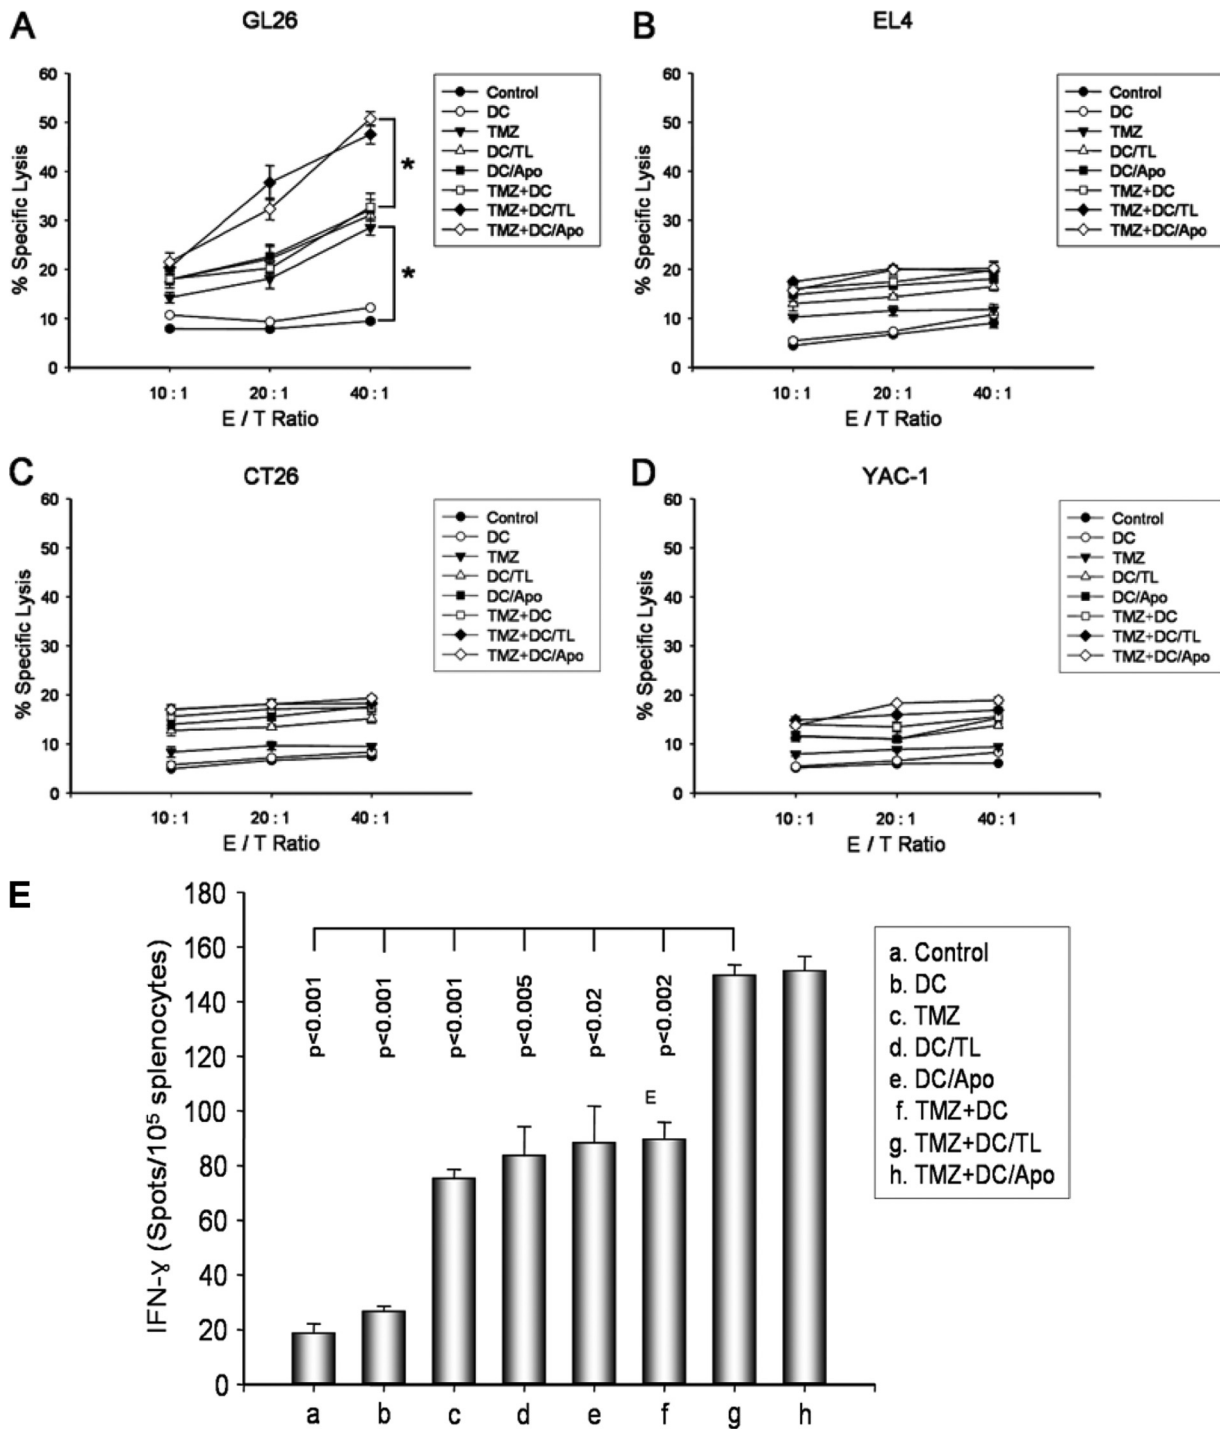 A
GL26
% Specific Lysis
60
50
40
30
20
10
0
10 : 1
20 : 1
40 : 1
E / T Ratio
Control
DC
TMZ
DC/TL
DC/Apo
TMZ+DC
TMZ+DC/TL
TMZ+DC/Apo
*
*
B
EL4
% Specific Lysis
60
50
40
30
20
10
0
10 : 1
20 : 1
40 : 1
E / T Ratio
Control
DC
TMZ
DC/TL
DC/Apo
TMZ+DC
TMZ+DC/TL
TMZ+DC/Apo
C
CT26
% Specific Lysis
60
50
40
30
20
10
0
10 : 1
20 : 1
40 : 1
E / T Ratio
Control
DC
TMZ
DC/TL
DC/Apo
TMZ+DC
TMZ+DC/TL
TMZ+DC/Apo
D
YAC-1
% Specific Lysis
60
50
40
30
20
10
0
10 : 1
20 : 1
40 : 1
E / T Ratio
Control
DC
TMZ
DC/TL
DC/Apo
TMZ+DC
TMZ+DC/TL
TMZ+DC/Apo
E
IFN-ɣ (Spots/10⁵ splenocytes)
180
160
140
120
100
80
60
40
20
0
p<0.001
p<0.001
p<0.001
p<0.005
p<0.02
p<0.002
E
a
b
c
d
e
f
g
h
a. Control
b. DC
c. TMZ
d. DC/TL
e. DC/Apo
f. TMZ+DC
g. TMZ+DC/TL
h. TMZ+DC/Apo